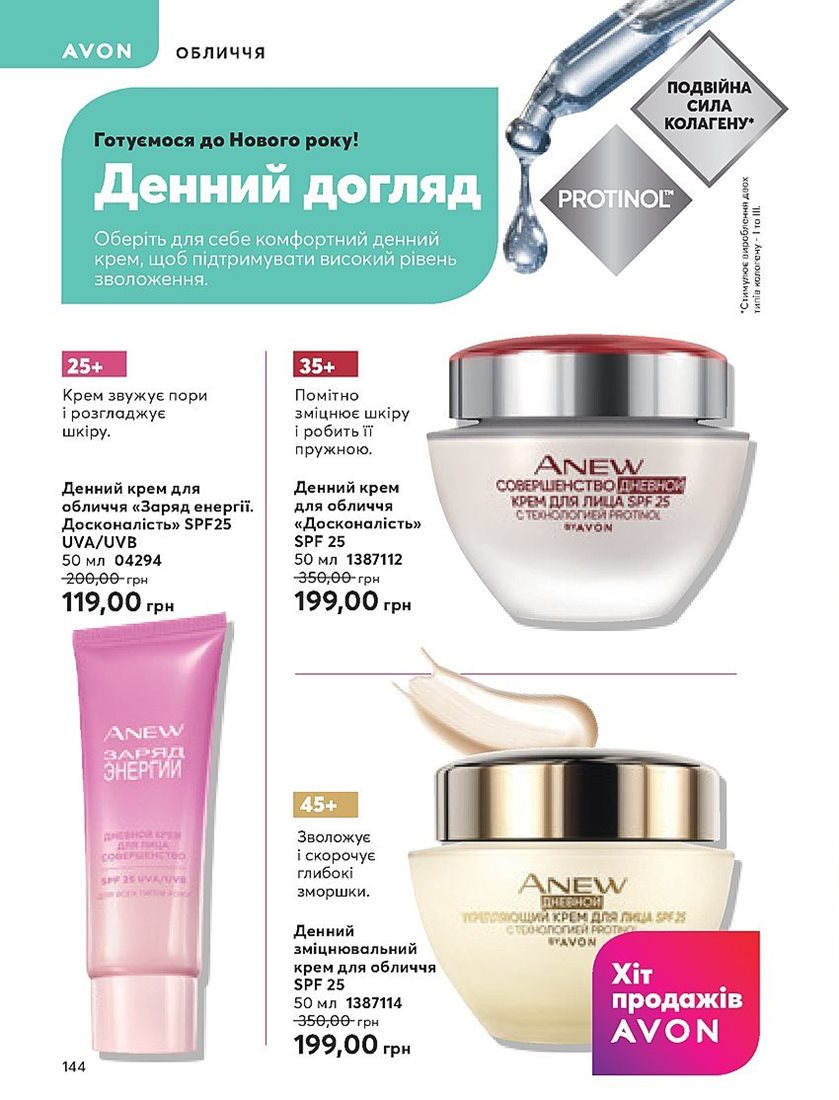 AVON
ОБЛИЧЧЯ
Готуємося до Нового року!
Денний догляд
Оберіть для себе комфортний денний
крем, щоб підтримувати високий рівень
зволоження.
PROTINOL™
ПОДВІЙНА
СИЛА
КОЛАГЕНУ*
*Стимулює вироблення двох
типів колагену - I та III.
25+
Крем звужує пори
і розгладжує
шкіру.
Денний крем для
обличчя «Заряд енергії.
Досконалість» SPF25
UVA/UVB
50 мл 04294
200,00 грн
119,00 грн
35+
Помітно
зміцнює шкіру
і робить її
пружною.
Денний крем
для обличчя
«Досконалість»
SPF 25
50 мл 1387112
350,00 грн
199,00 грн
ANEW
СОВЕРШЕНСТВО ДНЕВНОЙ
КРЕМ ДЛЯ ЛИЦА SPF 25
С ТЕХНОЛОГИЕЙ PROTINOL
BY AVON
ANEW
ЗАРЯД
ЭНЕРГИИ
ДНЕВНОЙ КРЕМ
ДЛЯ ЛИЦА
СОВЕРШЕНСТВО
SPF 25 UVA/UVB
ДЛЯ ВСЕХ ТИПОВ КОЖИ
45+
Зволожує
і скорочує
глибокі
зморшки.
Денний
зміцнювальний
крем для обличчя
SPF 25
50 мл 1387114
350,00 грн
199,00 грн
ANEW
ДНЕВНОЙ
УКРЕПЛЯЮЩИЙ КРЕМ ДЛЯ ЛИЦА SPF 25
С ТЕХНОЛОГИЕЙ PROTINOL
BY AVON
Хіт
продажів
AVON
144